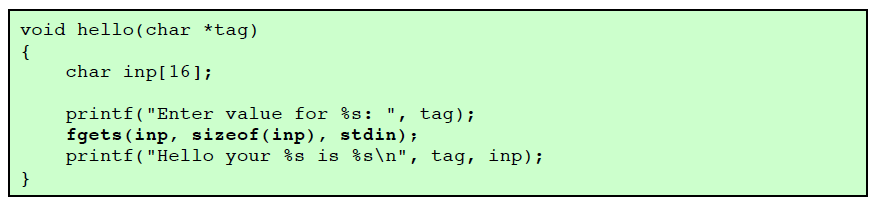 void hello(char *tag)
{
    char inp[16];

    printf("Enter value for %s: ", tag);
    fgets(inp, sizeof(inp), stdin);
    printf("Hello your %s is %s\n", tag, inp);
}